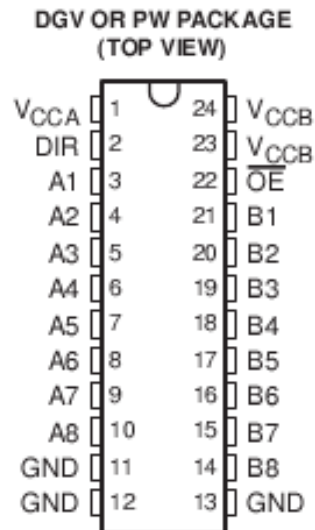 DGV OR PW PACKAGE
(TOP VIEW)
VCCA 1 24 VCCB
DIR 2 23 VCCB
A1 3 22 O̅E̅
A2 4 21 B1
A3 5 20 B2
A4 6 19 B3
A5 7 18 B4
A6 8 17 B5
A7 9 16 B6
A8 10 15 B7
GND 11 14 B8
GND 12 13 GND